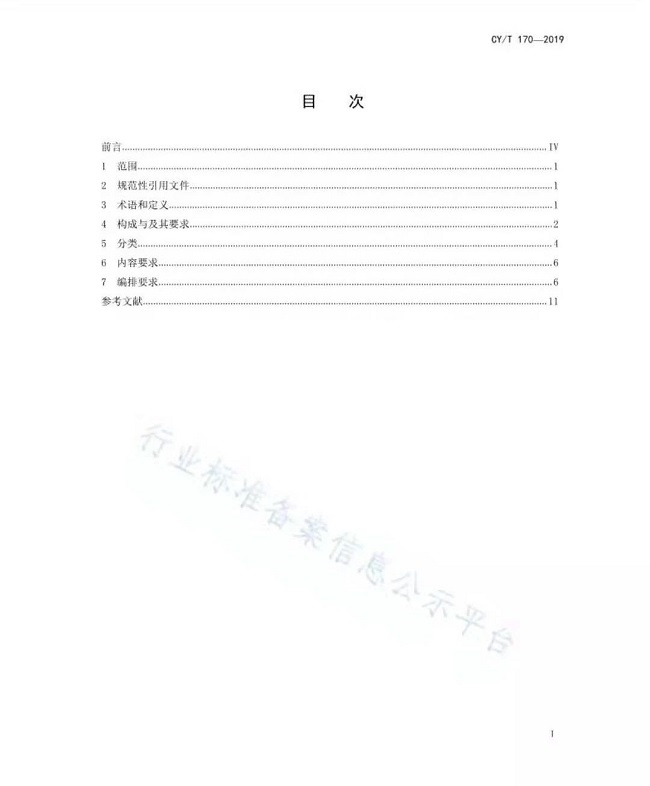 CY/T 170—2019
目 次
前言........................................................IV
1 范围........................................................1
2 规范性引用文件........................................................1
3 术语和定义........................................................1
4 构成与及其要求........................................................2
5 分类........................................................4
6 内容要求........................................................6
7 编排要求........................................................6
参考文献........................................................11
行业标准备案信息公示平台
I